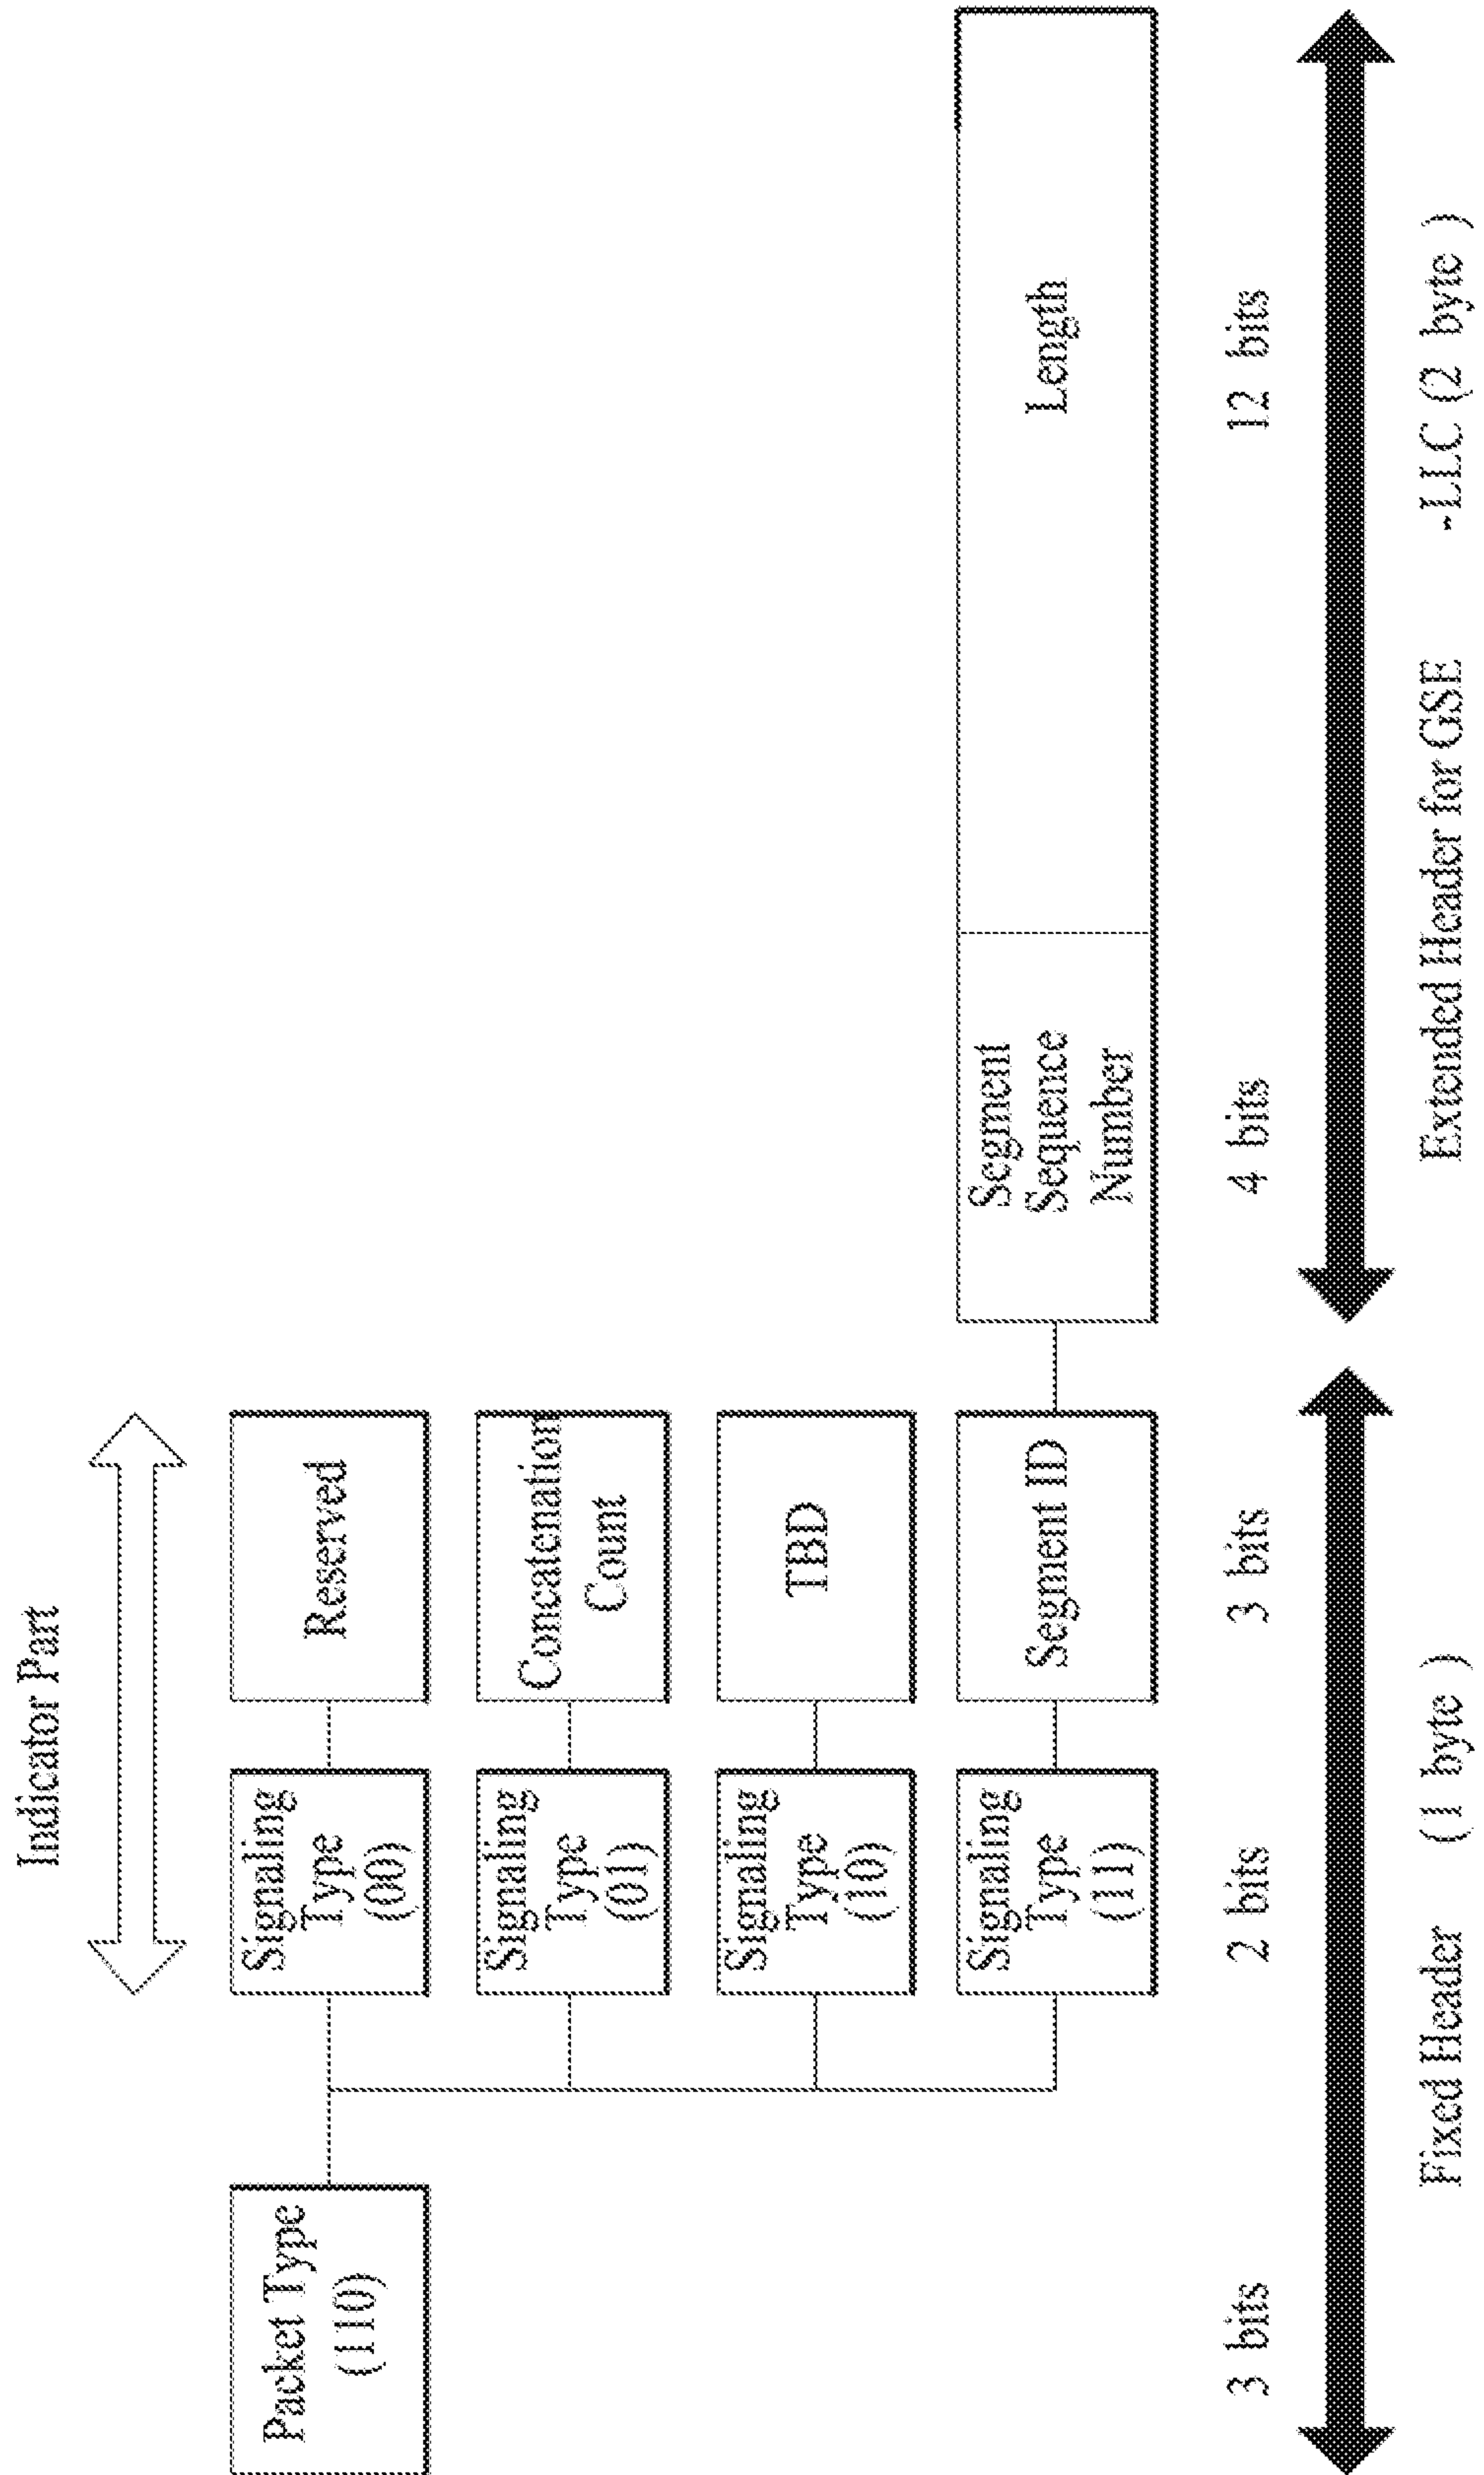 Indicator Part
Packet Type
(110)
Signaling
Type
(00)
Reserved
Signaling
Type
(01)
Concatenation
Count
Signaling
Type
(10)
TBD
Signaling
Type
(11)
Segment ID
Segment
Sequence
Number
Length
3 bits
2 bits
3 bits
4 bits
12 bits
Fixed Header (1 byte )
Extended Header for GSE -LLC (2 byte )